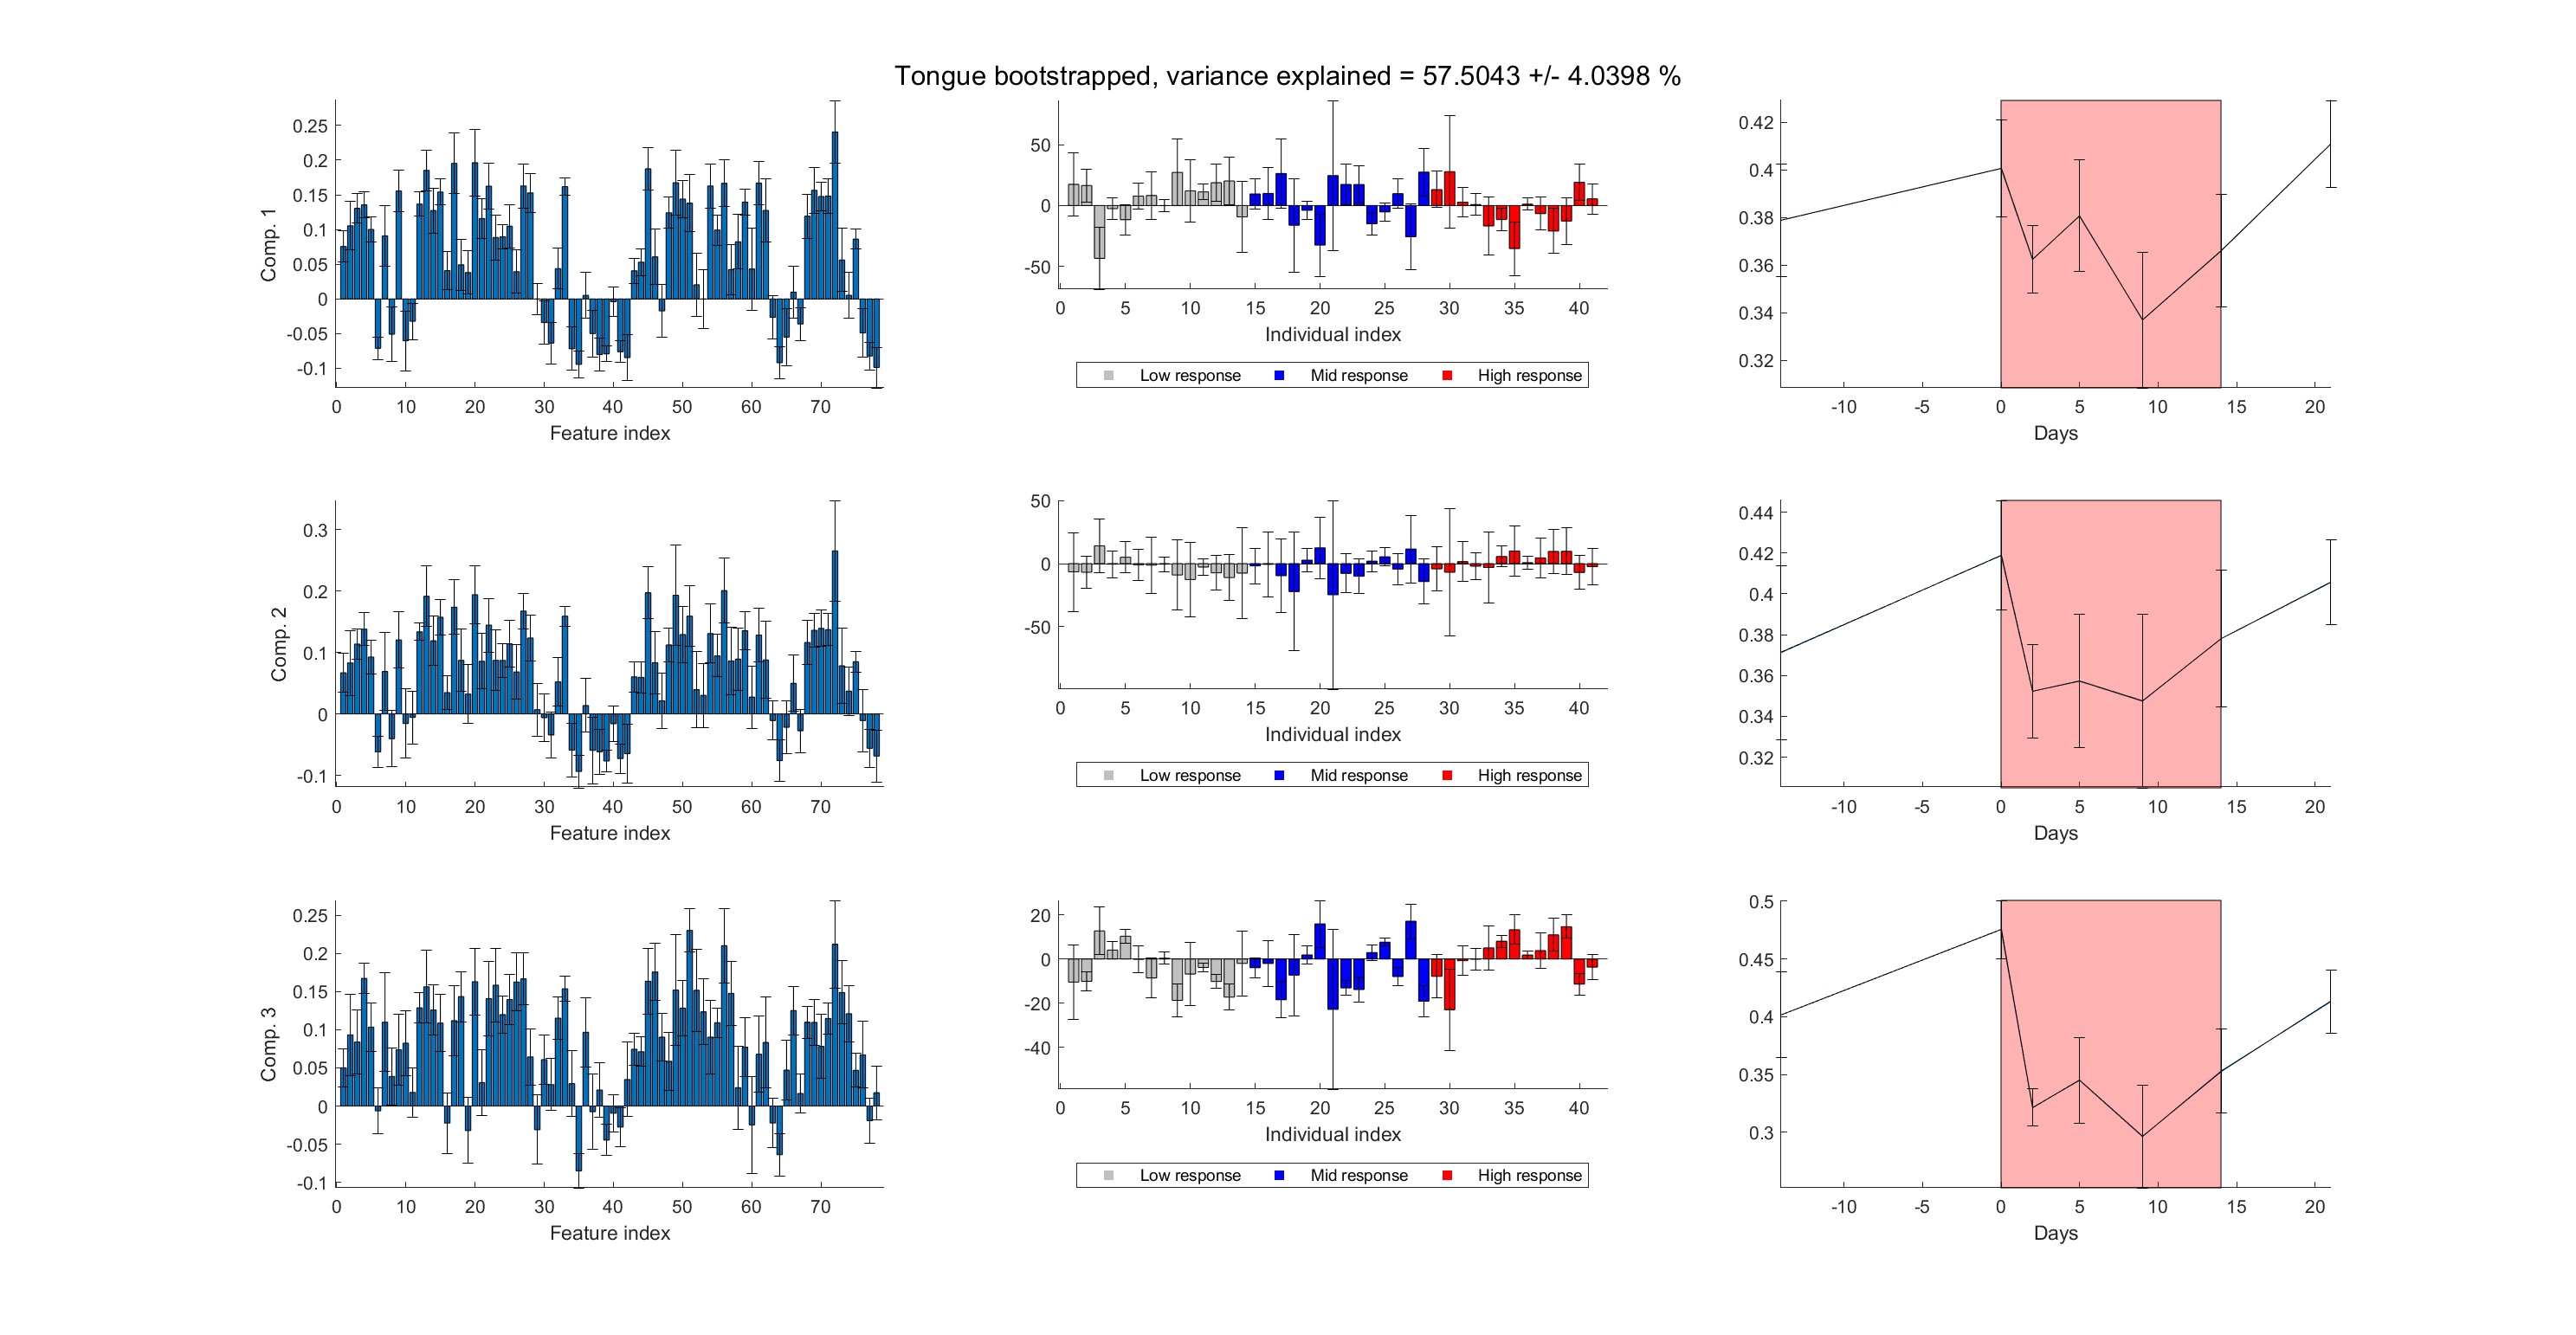 Tongue bootstrapped, variance explained = 57.5043 +/- 4.0398 %
Comp. 1
0.25
0.2
0.15
0.1
0.05
0
-0.05
-0.1
0 10 20 30 40 50 60 70
Feature index
50
0
-50
0 5 10 15 20 25 30 35 40
Individual index
Low response Mid response High response
0.42
0.4
0.38
0.36
0.34
0.32
-10 -5 0 5 10 15 20
Days
Comp. 2
0.3
0.2
0.1
0
-0.1
0 10 20 30 40 50 60 70
Feature index
50
0
-50
0 5 10 15 20 25 30 35 40
Individual index
Low response Mid response High response
0.44
0.42
0.4
0.38
0.36
0.34
0.32
-10 -5 0 5 10 15 20
Days
Comp. 3
0.25
0.2
0.15
0.1
0.05
0
-0.05
-0.1
0 10 20 30 40 50 60 70
Feature index
20
0
-20
-40
0 5 10 15 20 25 30 35 40
Individual index
Low response Mid response High response
0.5
0.45
0.4
0.35
0.3
-10 -5 0 5 10 15 20
Days